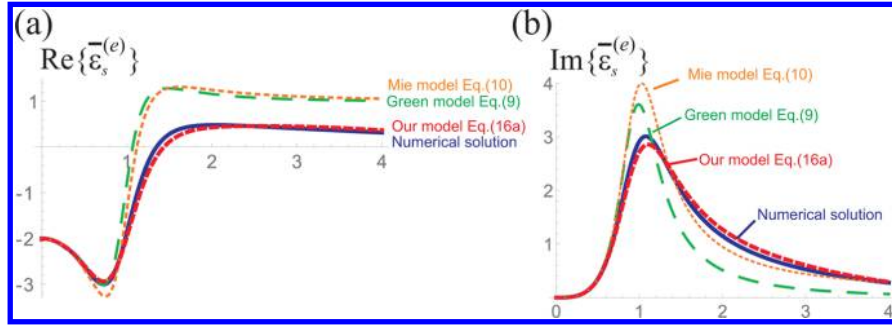 (a)
Re{ε̄ₛ⁽ᵉ⁾}
1
-1
-2
-3
1
2
3
4
Mie model Eq.(10)
Green model Eq.(9)
Our model Eq.(16a)
Numerical solution
(b)
Im{ε̄ₛ⁽ᵉ⁾}
4
3
2
1
0
1
2
3
4
Mie model Eq.(10)
Green model Eq.(9)
Our model Eq.(16a)
Numerical solution